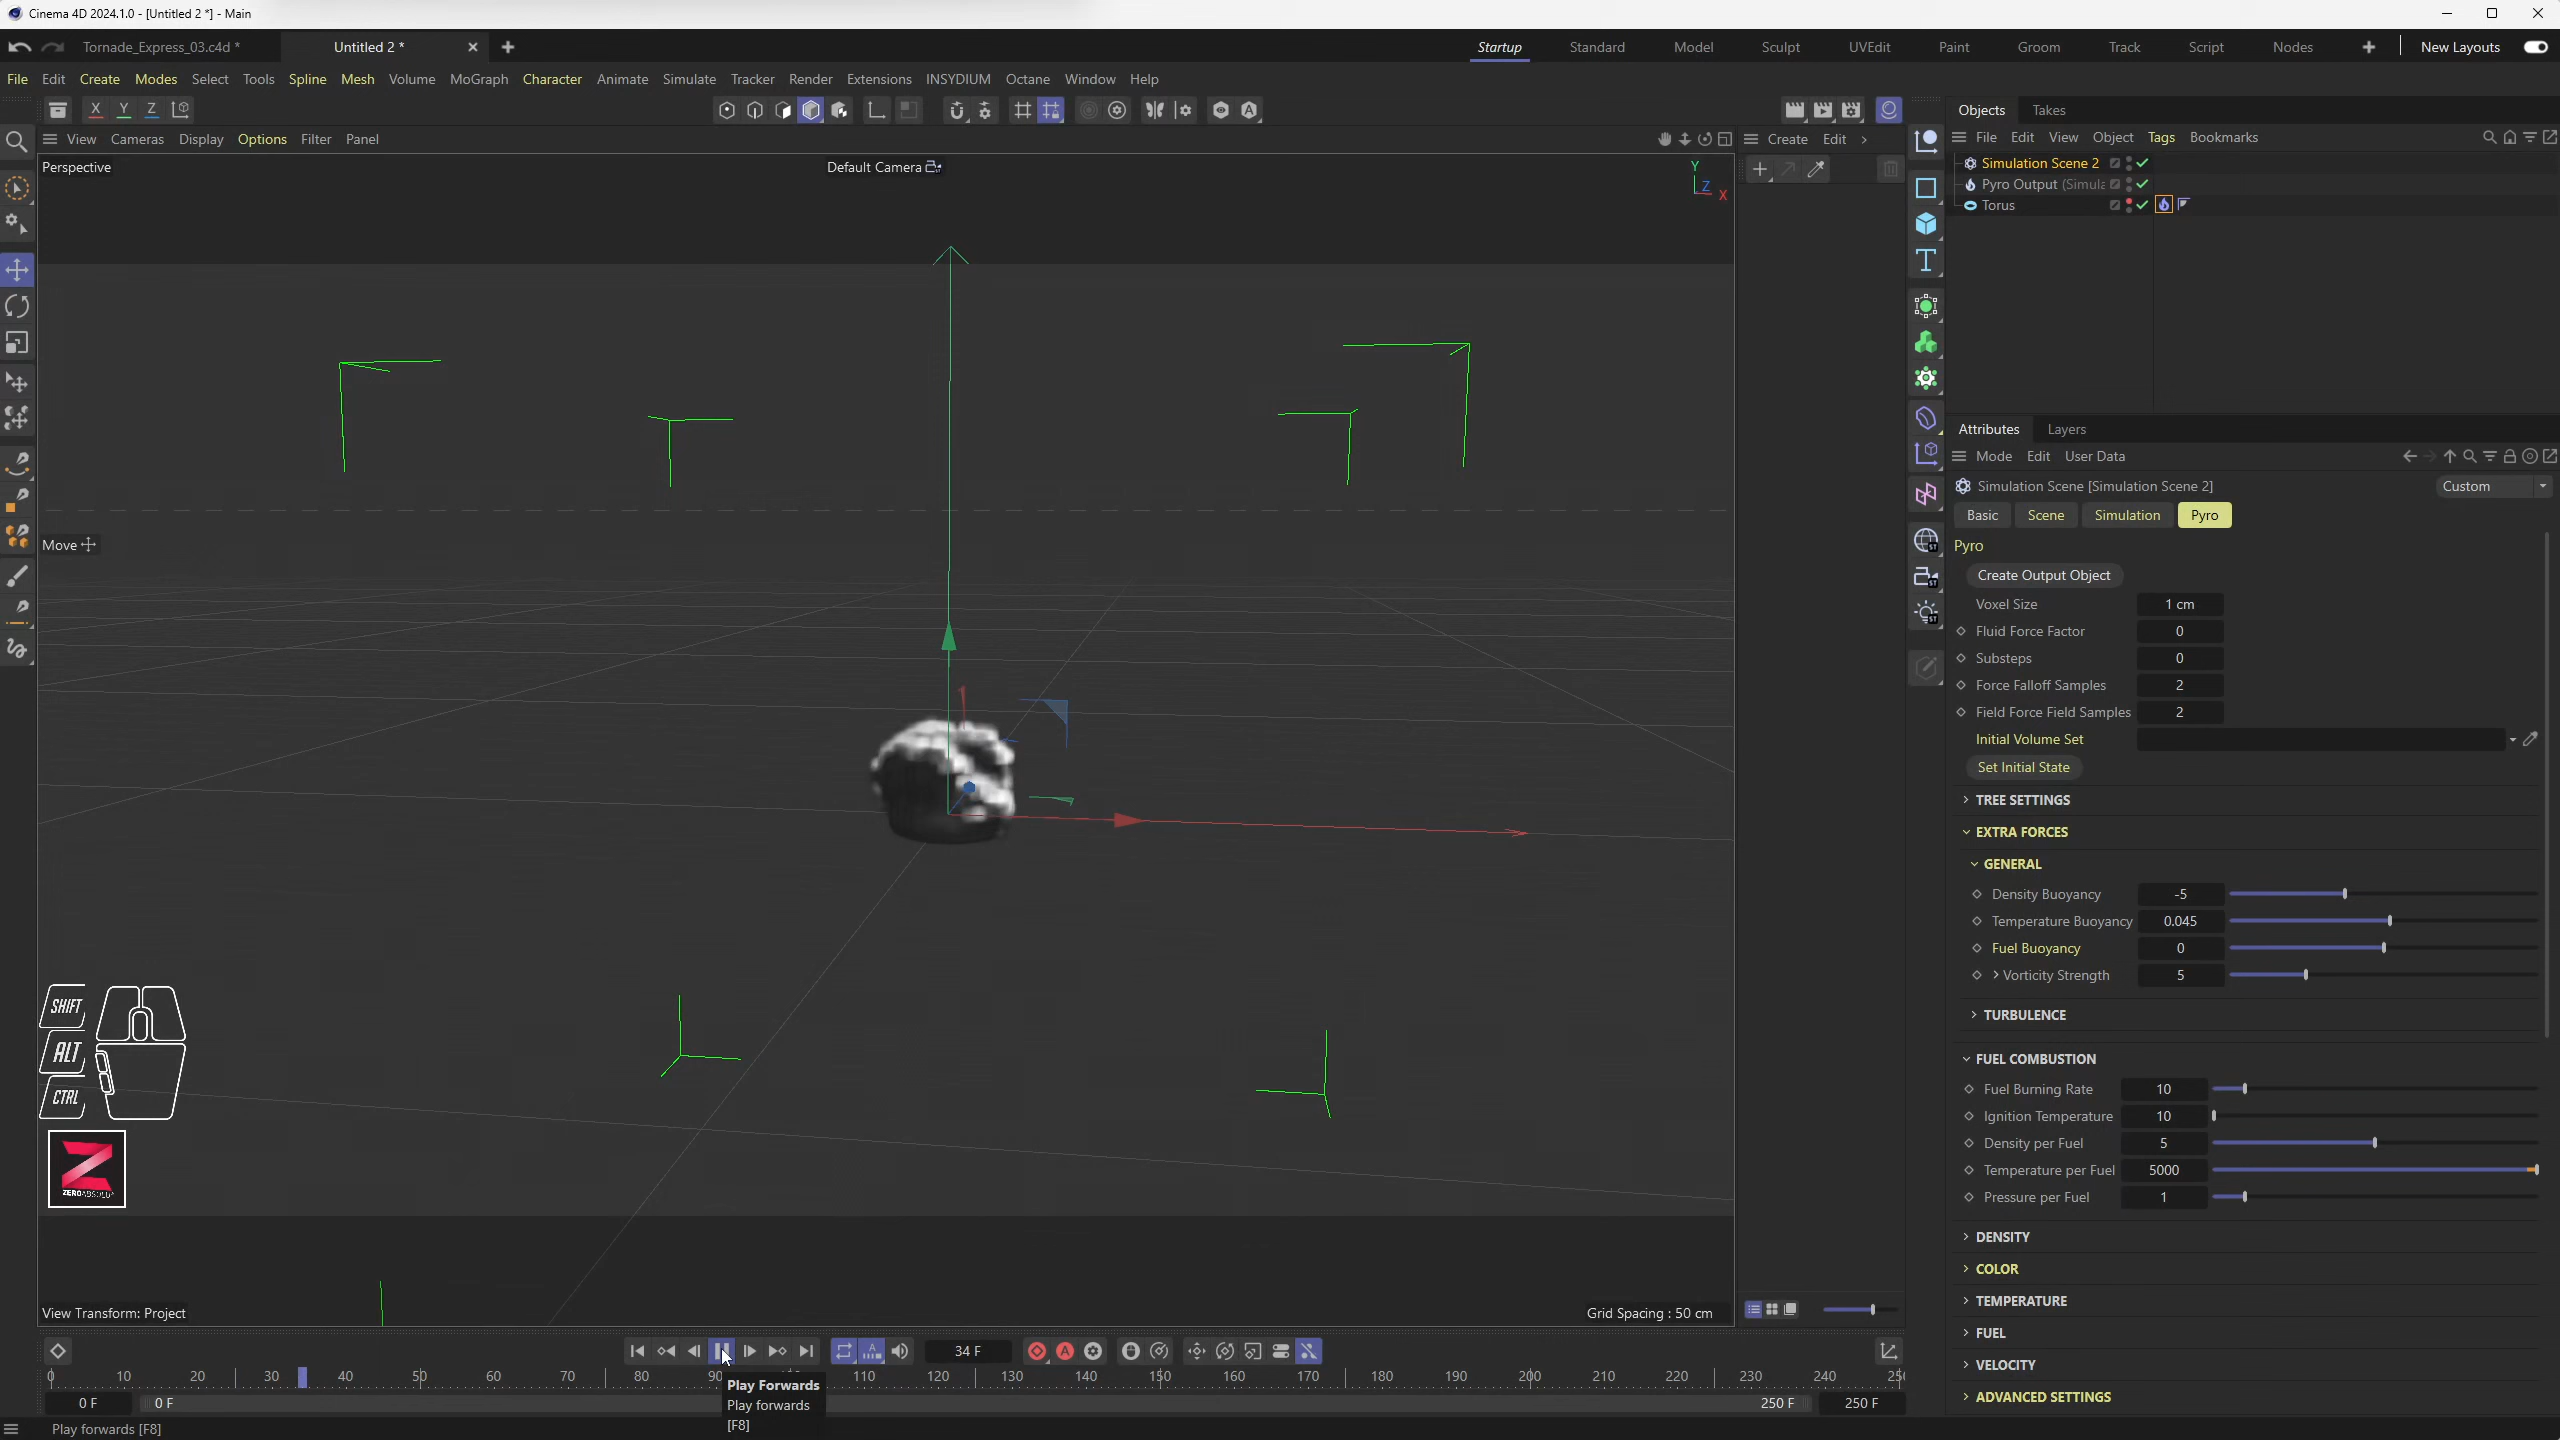 Cinema 4D 2024.1.0 - [Untitled 2 *] - Main
Tornade_Express_03.c4d *
Untitled 2 *
Startup
Standard
Model
Sculpt
UVEdit
Paint
Groom
Track
Script
Nodes
New Layouts
File Edit Create Modes Select Tools Spline Mesh Volume MoGraph Character Animate Simulate Tracker Render Extensions INSYDIUM Octane Window Help
X Y Z
View Cameras Display Options Filter Panel
Create Edit
Objects Takes
File Edit View Object Tags Bookmarks
Perspective
Default Camera
Y
Z
X
Simulation Scene 2
Pyro Output (Simula
Torus
Attributes Layers
Mode Edit User Data
Simulation Scene [Simulation Scene 2]
Custom
Basic Scene Simulation Pyro
Move
Pyro
Create Output Object
Voxel Size 1 cm
Fluid Force Factor 0
Substeps 0
Force Falloff Samples 2
Field Force Field Samples 2
Initial Volume Set
Set Initial State
TREE SETTINGS
EXTRA FORCES
GENERAL
Density Buoyancy -5
Temperature Buoyancy 0.045
Fuel Buoyancy 0
Vorticity Strength 5
TURBULENCE
FUEL COMBUSTION
Fuel Burning Rate 10
Ignition Temperature 10
Density per Fuel 5
Temperature per Fuel 5000
Pressure per Fuel 1
DENSITY
COLOR
TEMPERATURE
FUEL
VELOCITY
ADVANCED SETTINGS
SHIFT
ALT
CTRL
ZEROABSOLU
View Transform: Project
Grid Spacing : 50 cm
34 F
0 10 20 30 40 50 60 70 80 90 110 120 130 140 150 160 170 180 190 200 210 220 230 240
0 F
0 F
250 F
250 F
Play Forwards
Play forwards
[F8]
Play forwards [F8]